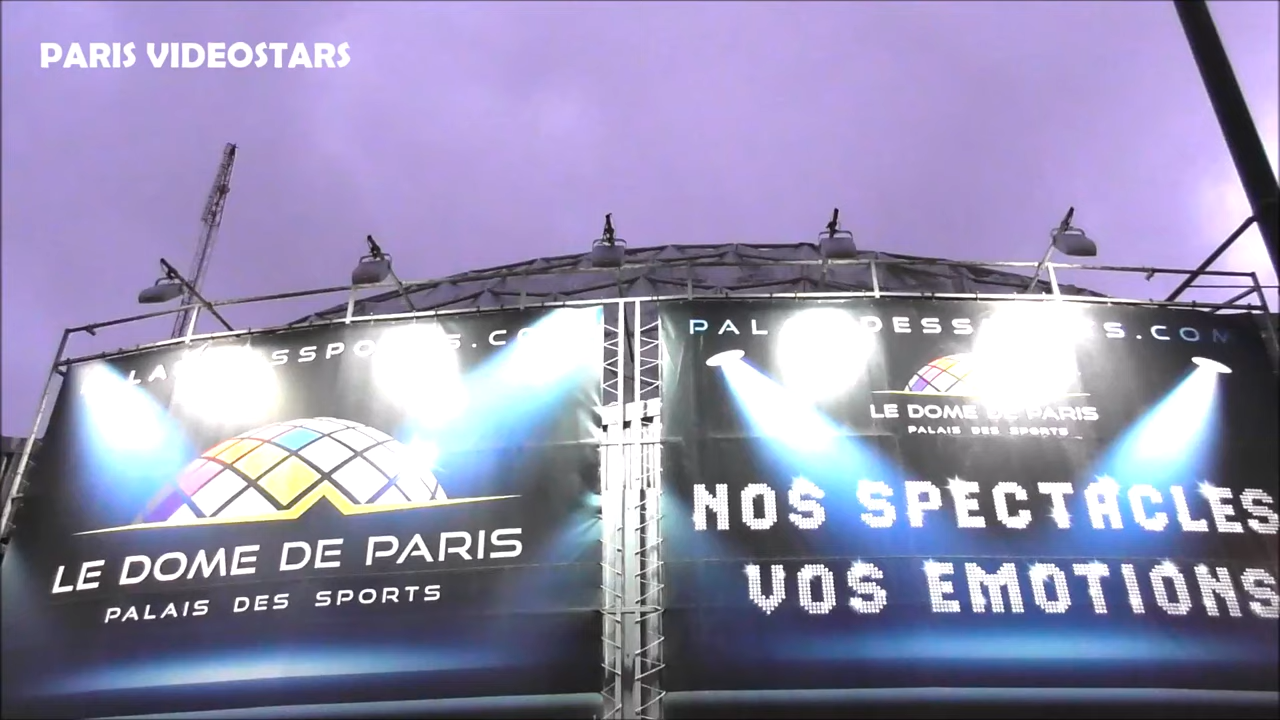 PARIS VIDEOSTARS
LE DOME DE PARIS
PALAIS DES SPORTS
LE DOME DE PARIS
PALAIS DES SPORTS
NOS SPECTACLES
VOS EMOTIONS